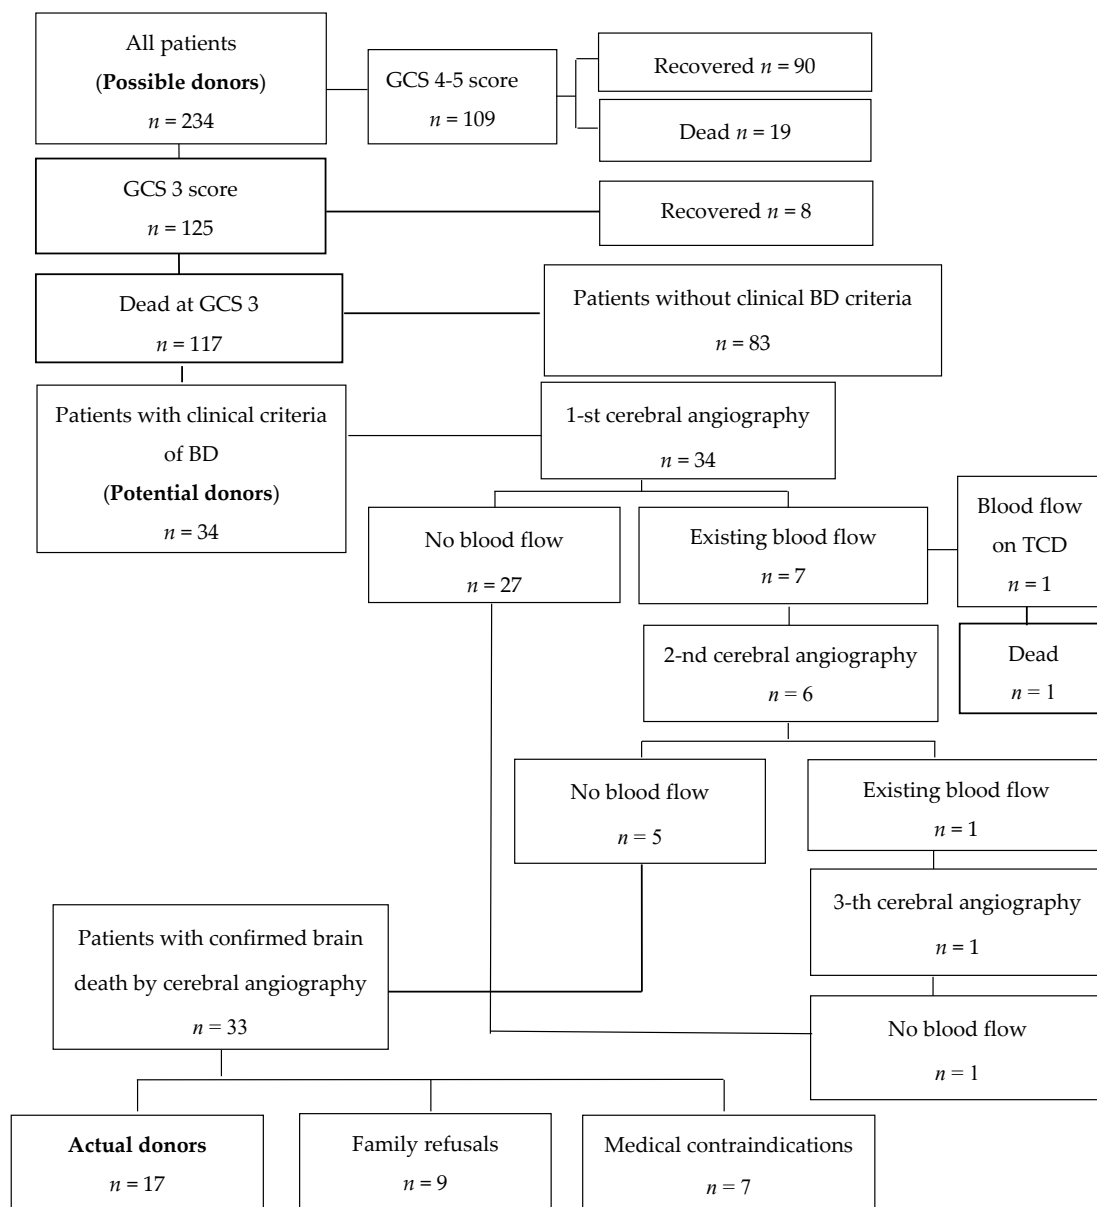 All patients
(Possible donors)
n = 234
GCS 4-5 score
n = 109
Recovered n = 90
Dead n = 19
GCS 3 score
n = 125
Recovered n = 8
Dead at GCS 3
n = 117
Patients without clinical BD criteria
n = 83
Patients with clinical criteria
of BD
(Potential donors)
n = 34
1-st cerebral angiography
n = 34
No blood flow
n = 27
Existing blood flow
n = 7
Blood flow
on TCD
n = 1
Dead
n = 1
2-nd cerebral angiography
n = 6
No blood flow
n = 5
Existing blood flow
n = 1
3-th cerebral angiography
n = 1
No blood flow
n = 1
Patients with confirmed brain
death by cerebral angiography
n = 33
Actual donors
n = 17
Family refusals
n = 9
Medical contraindications
n = 7